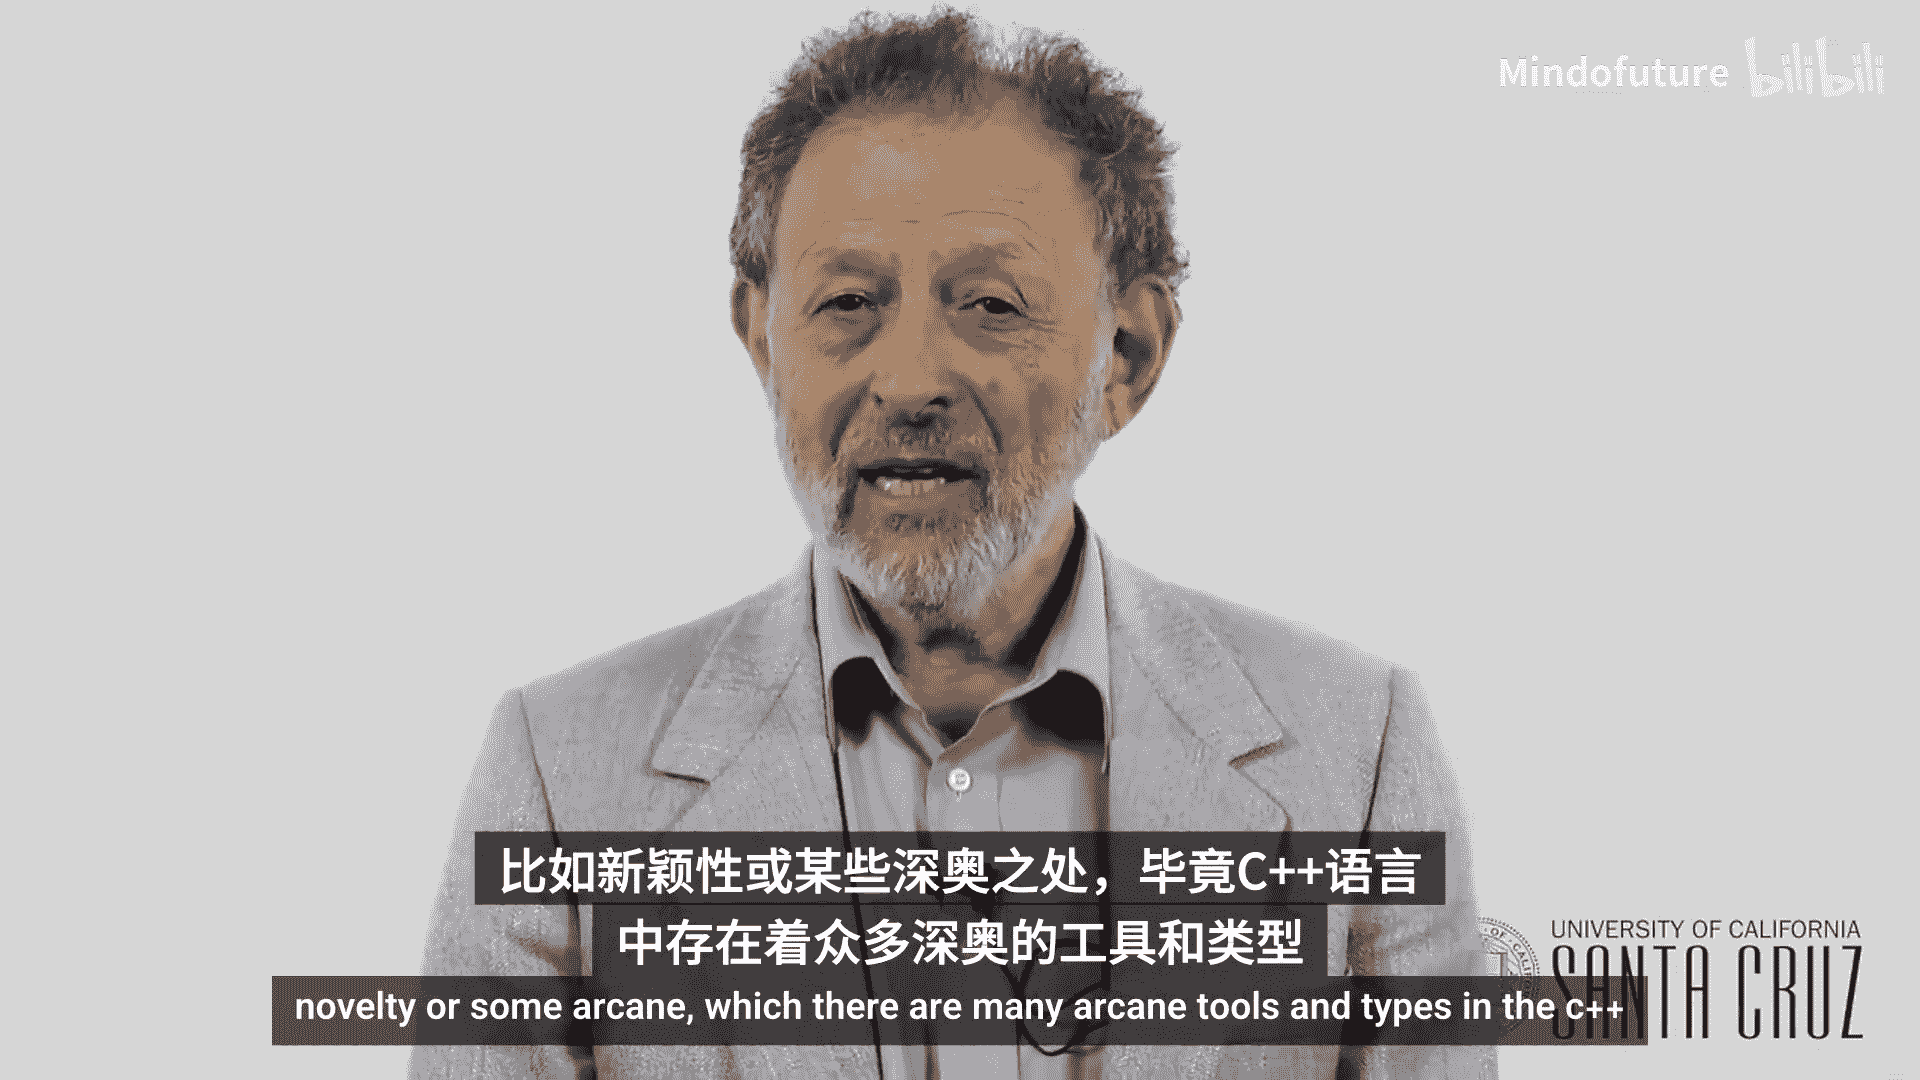 Mindofuture bilibili
比如新颖性或某些深奥之处，毕竟C++语言
中存在着众多深奥的工具和类型
novelty or some arcane, which there are many arcane tools and types in the c++
UNIVERSITY OF CALIFORNIA
SANTA CRUZ